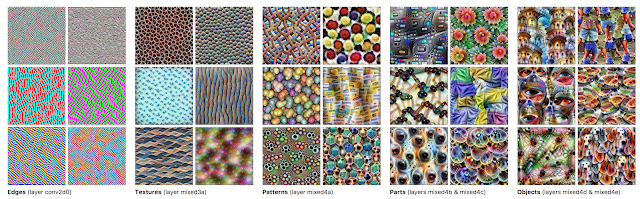 Edges (layer conv2d0)
Textures (layer mixed3a)
Patterns (layer mixed4a)
Parts (layers mixed4b & mixed4c)
Objects (layers mixed4d & mixed4e)